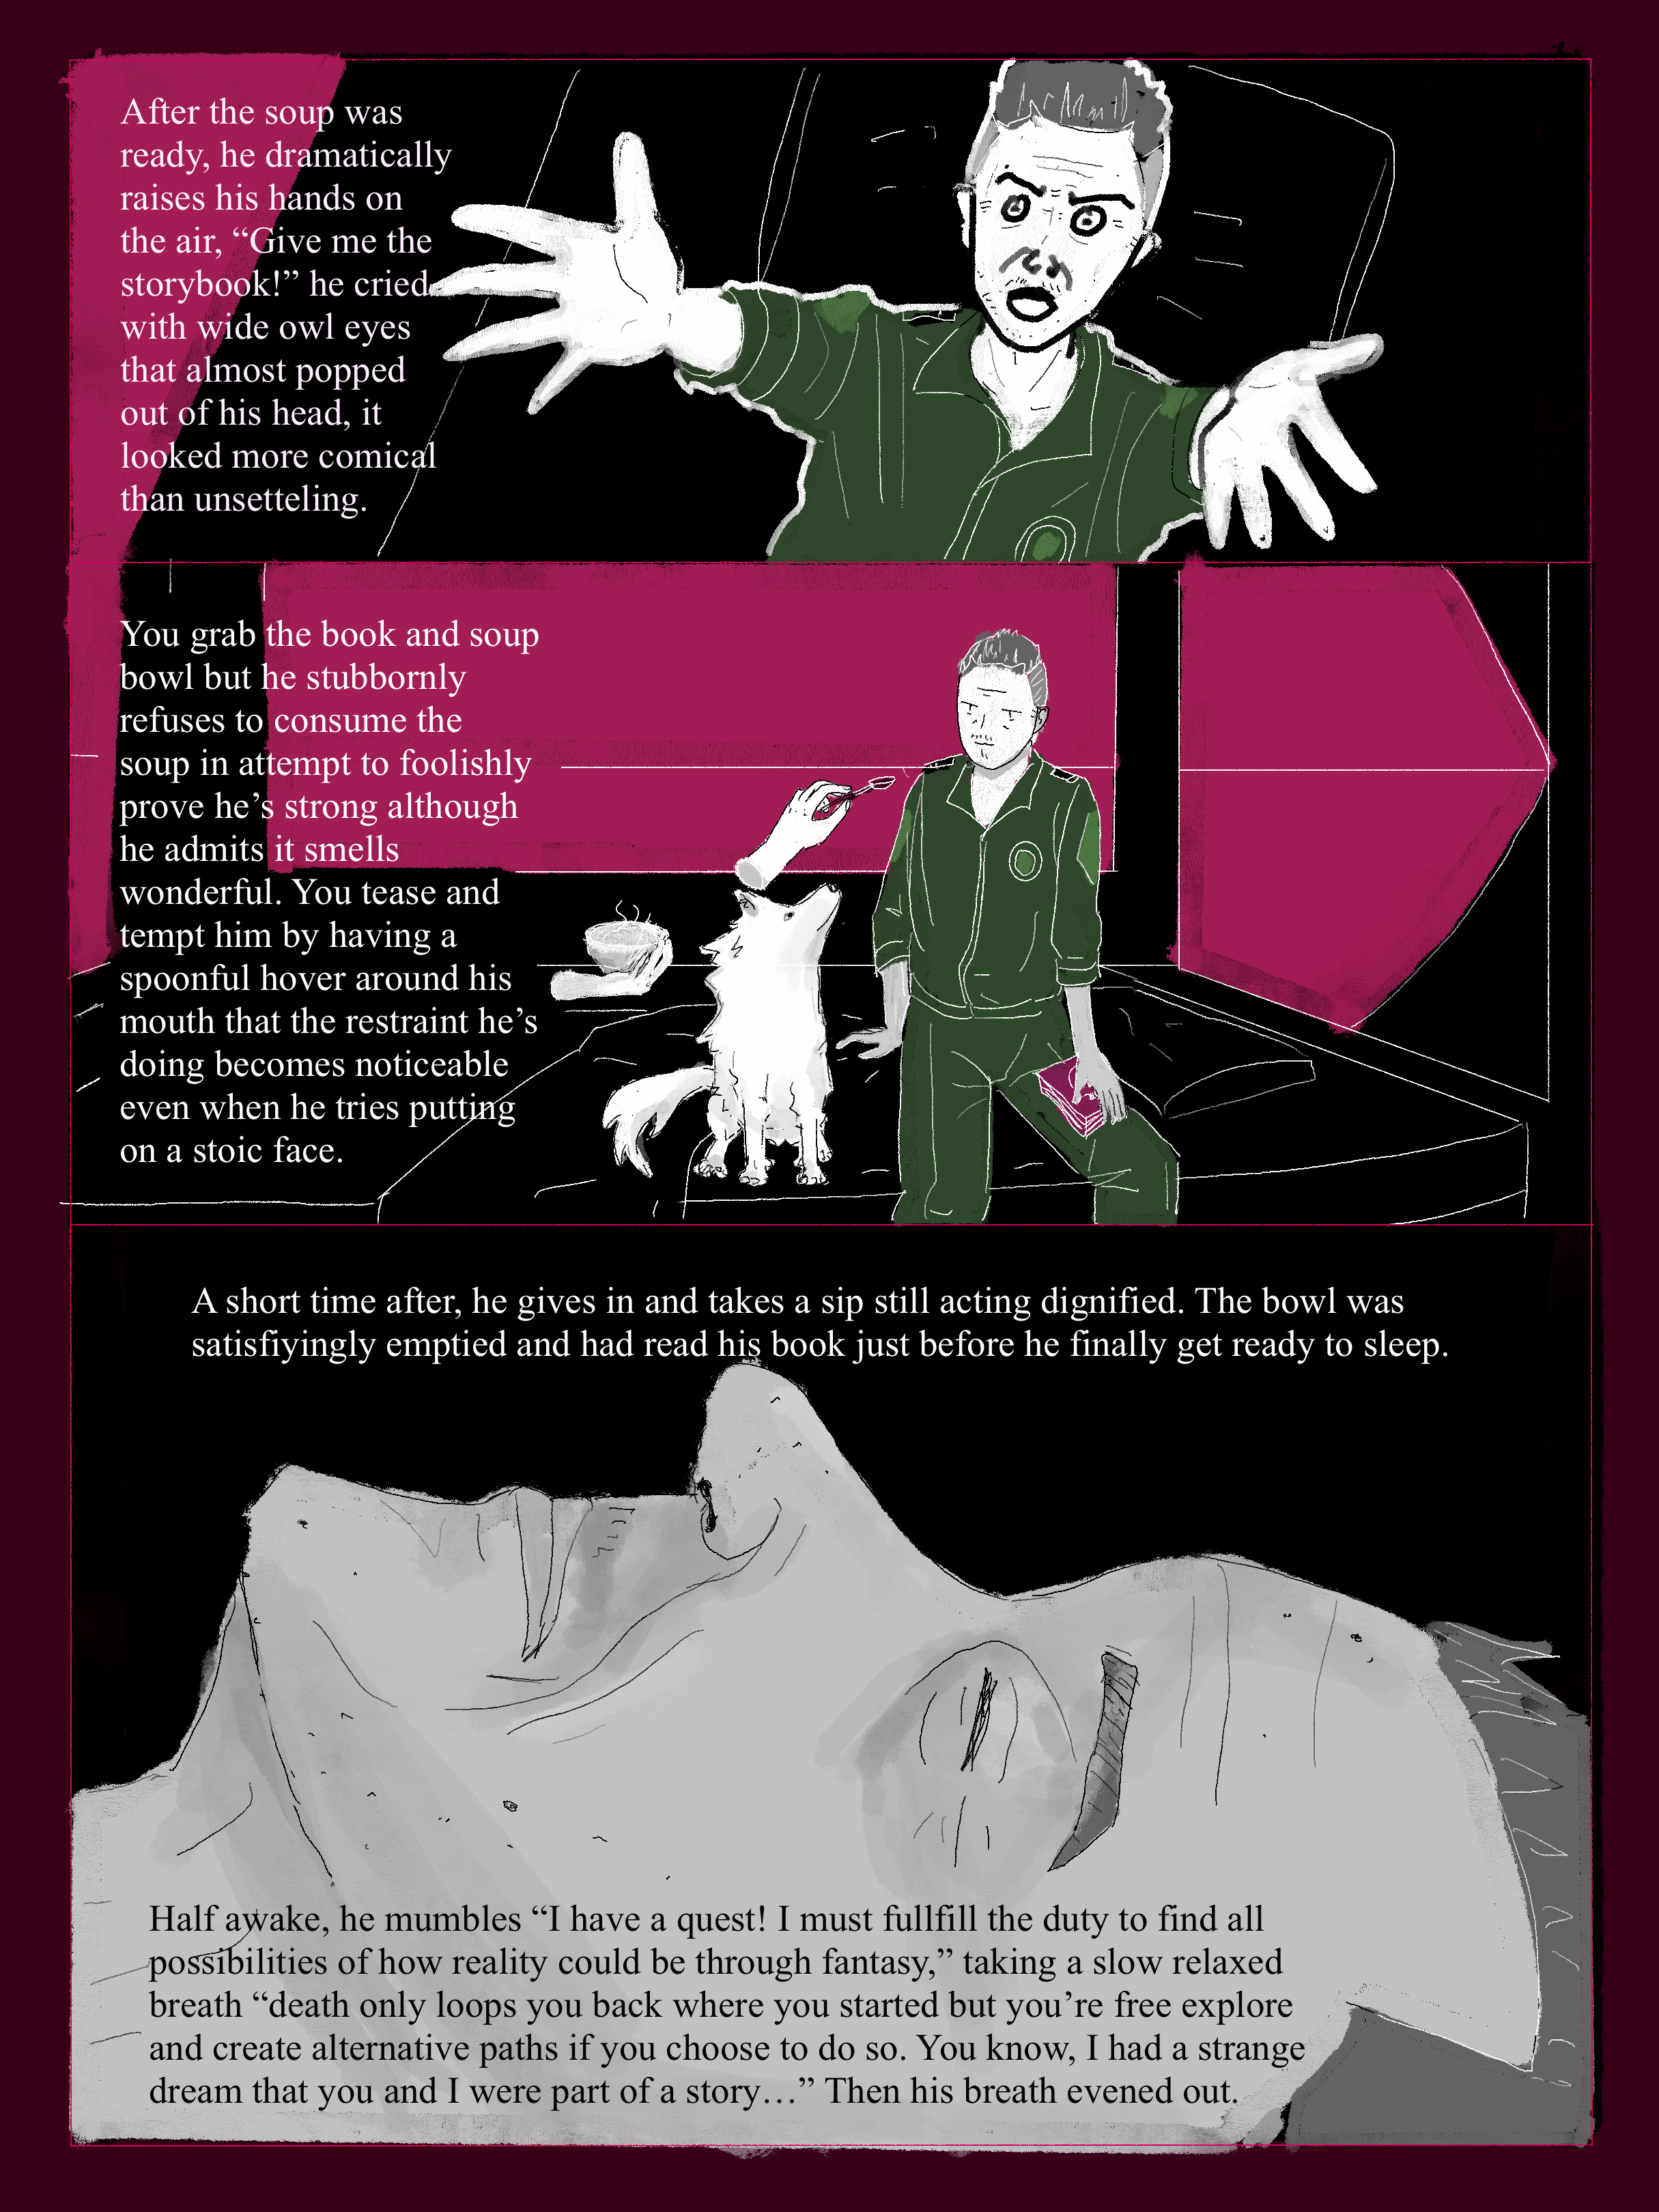 After the soup was
ready, he dramatically
raises his hands on
the air, “Give me the
storybook!” he cried
with wide owl eyes
that almost popped
out of his head, it
looked more comical
than unsetteling.
You grab the book and soup
bowl but he stubbornly
refuses to consume the
soup in attempt to foolishly
prove he’s strong although
he admits it smells
wonderful. You tease and
tempt him by having a
spoonful hover around his
mouth that the restraint he’s
doing becomes noticeable
even when he tries putting
on a stoic face.
A short time after, he gives in and takes a sip still acting dignified. The bowl was
satisfiyingly emptied and had read his book just before he finally get ready to sleep.
Half awake, he mumbles “I have a quest! I must fullfill the duty to find all
possibilities of how reality could be through fantasy,” taking a slow relaxed
breath “death only loops you back where you started but you’re free explore
and create alternative paths if you choose to do so. You know, I had a strange
dream that you and I were part of a story…” Then his breath evened out.